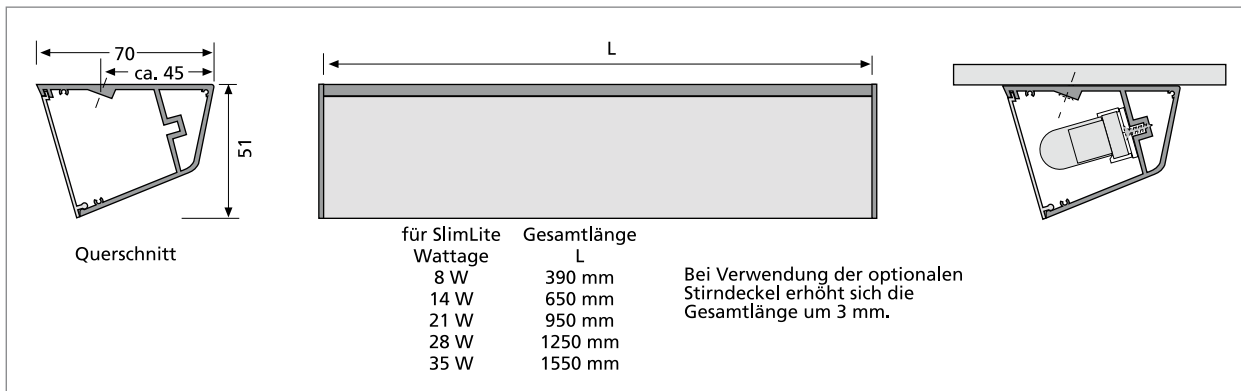 70
ca. 45
51
Querschnitt
L
für SlimLite Gesamtlänge
Wattage L
8 W 390 mm
14 W 650 mm
21 W 950 mm
28 W 1250 mm
35 W 1550 mm
Bei Verwendung der optionalen
Stirndeckel erhöht sich die
Gesamtlänge um 3 mm.